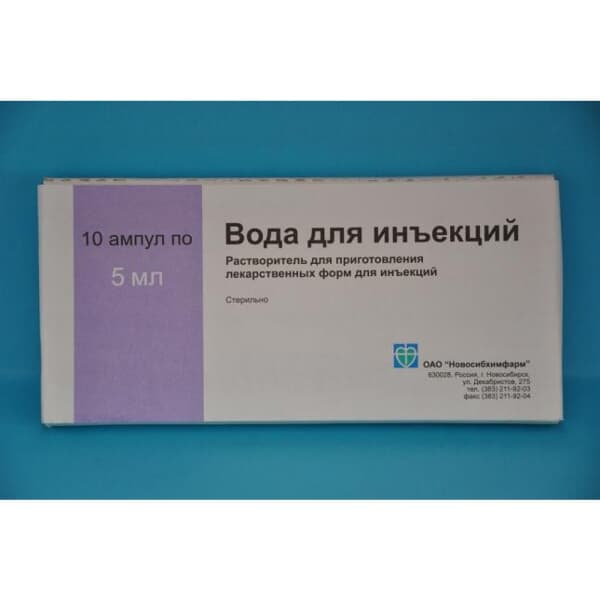 10 ампул по
5 мл
Вода для инъекций
Растворитель для приготовления
лекарственных форм для инъекций
Стерильно
ОАО "Новосибхимфарм"
630028, Россия, г. Новосибирск,
ул. Декабристов, 275
тел. (383) 211-92-03
факс (383) 211-92-04